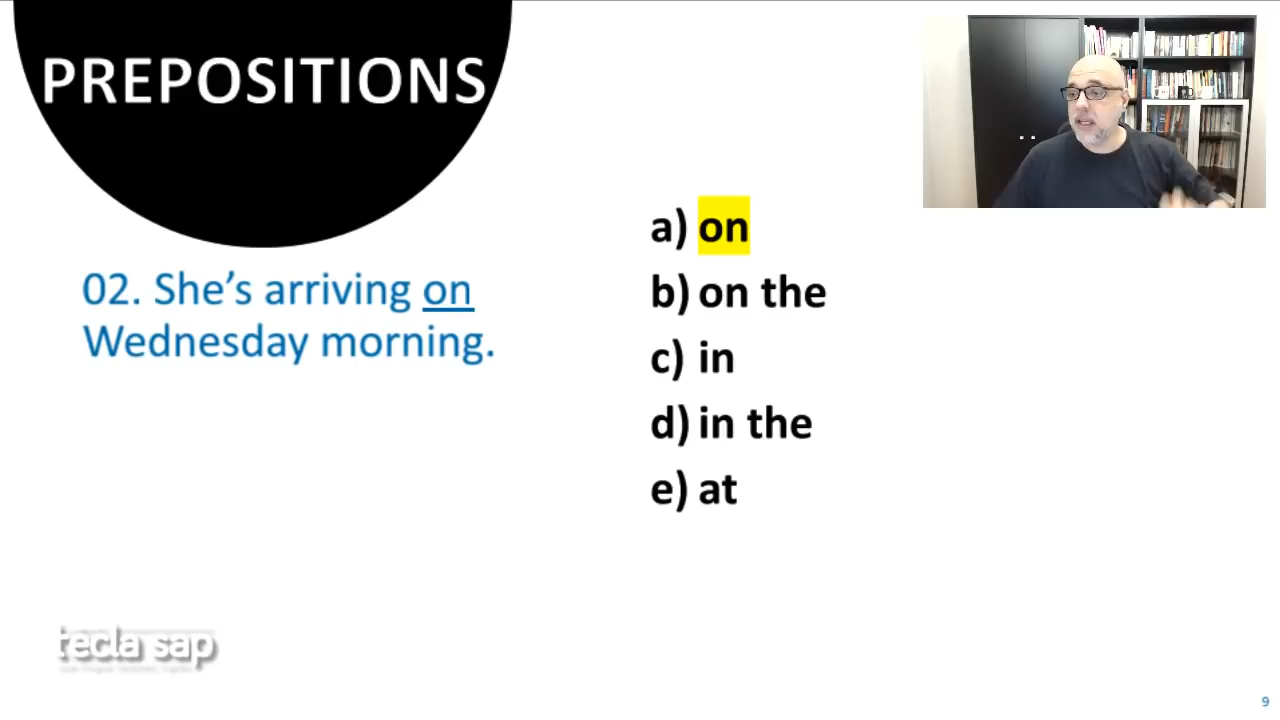 PREPOSITIONS
02. She’s arriving on
Wednesday morning.
a) on
b) on the
c) in
d) in the
e) at
tecla sap
9